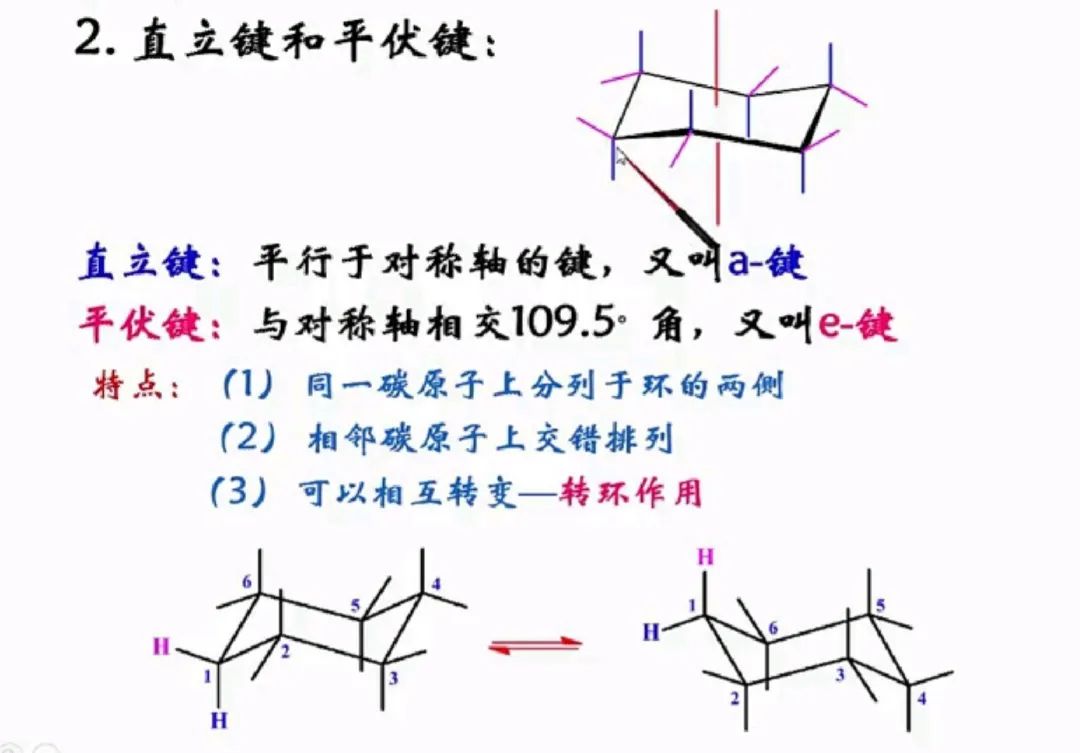 2. 直立键和平伏键：
直立键：平行于对称轴的键，又叫a-键
平伏键：与对称轴相交109.5°角，又叫e-键
特点：（1） 同一碳原子上分列于环的两侧
（2） 相邻碳原子上交错排列
（3） 可以相互转变—转环作用
H
6
4
5
1
6
5
H
H
2
1
3
2
3
4
H